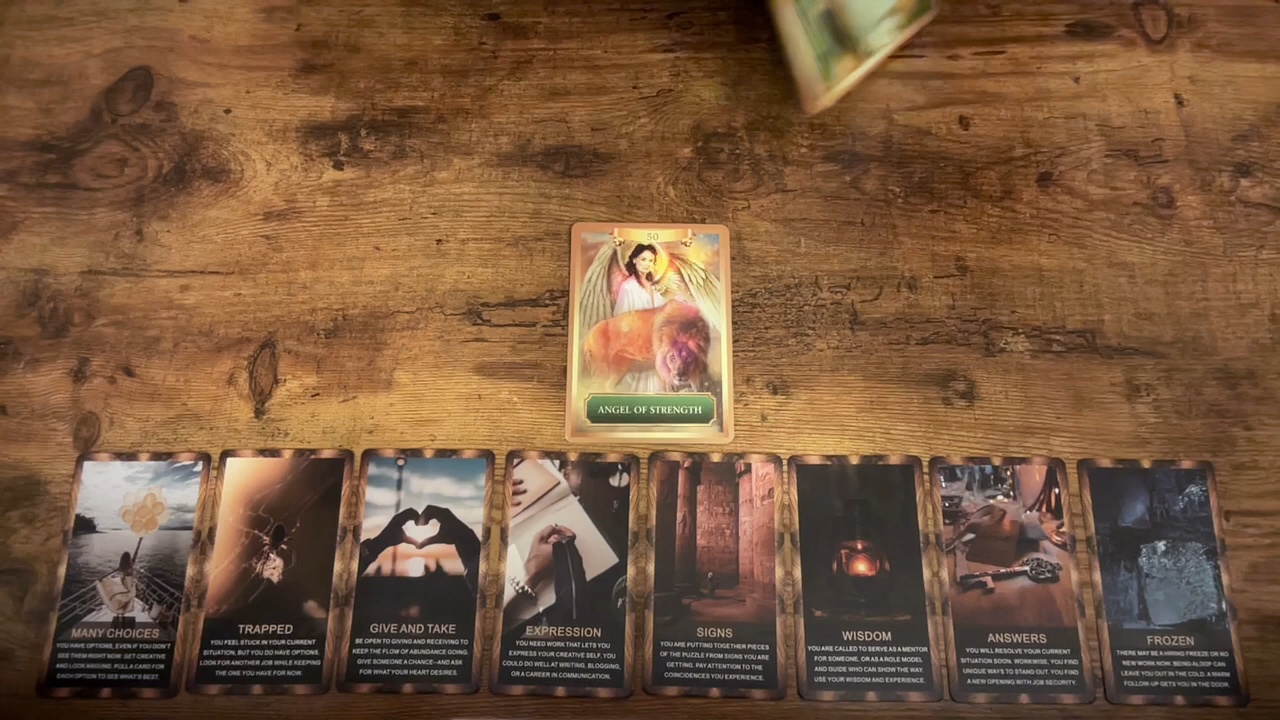 50
ANGEL OF STRENGTH
MANY CHOICES
YOU HAVE OPTIONS, EVEN IF YOU DON'T
SEE THEM RIGHT NOW. GET CREATIVE
AND LOOK AROUND. PULL A CARD FOR
EACH OPTION TO SEE WHAT'S BEST.
TRAPPED
YOU FEEL STUCK IN YOUR CURRENT
SITUATION, BUT YOU DO HAVE OPTIONS.
LOOK FOR ANOTHER JOB WHILE KEEPING
THE ONE YOU HAVE FOR NOW.
GIVE AND TAKE
BE OPEN TO GIVING AND RECEIVING TO
KEEP THE FLOW OF ABUNDANCE GOING.
GIVE SOMEONE A CHANCE—AND ASK
FOR WHAT YOUR HEART DESIRES.
EXPRESSION
YOU NEED WORK THAT LETS YOU
EXPRESS YOUR CREATIVE SELF. YOU
COULD DO WELL AT WRITING, BLOGGING,
OR A CAREER IN COMMUNICATION.
SIGNS
YOU ARE PUTTING TOGETHER PIECES
OF THE PUZZLE FROM SIGNS YOU ARE
GETTING. PAY ATTENTION TO THE
COINCIDENCES YOU EXPERIENCE.
WISDOM
YOU ARE CALLED TO SERVE AS A MENTOR
FOR SOMEONE, OR AS A ROLE MODEL
AND GUIDE WHO CAN SHOW THE WAY.
USE YOUR WISDOM AND EXPERIENCE.
ANSWERS
YOU WILL RESOLVE YOUR CURRENT
SITUATION SOON. WORKWISE, YOU FIND
UNIQUE WAYS TO STAND OUT. YOU FIND
A NEW OPENING WITH JOB SECURITY.
FROZEN
THERE MAY BE A HIRING FREEZE OR NO
NEW WORK NOW. BEING ALOOF CAN
LEAVE YOU OUT IN THE COLD. A WARM
FOLLOW-UP GETS YOU IN THE DOOR.